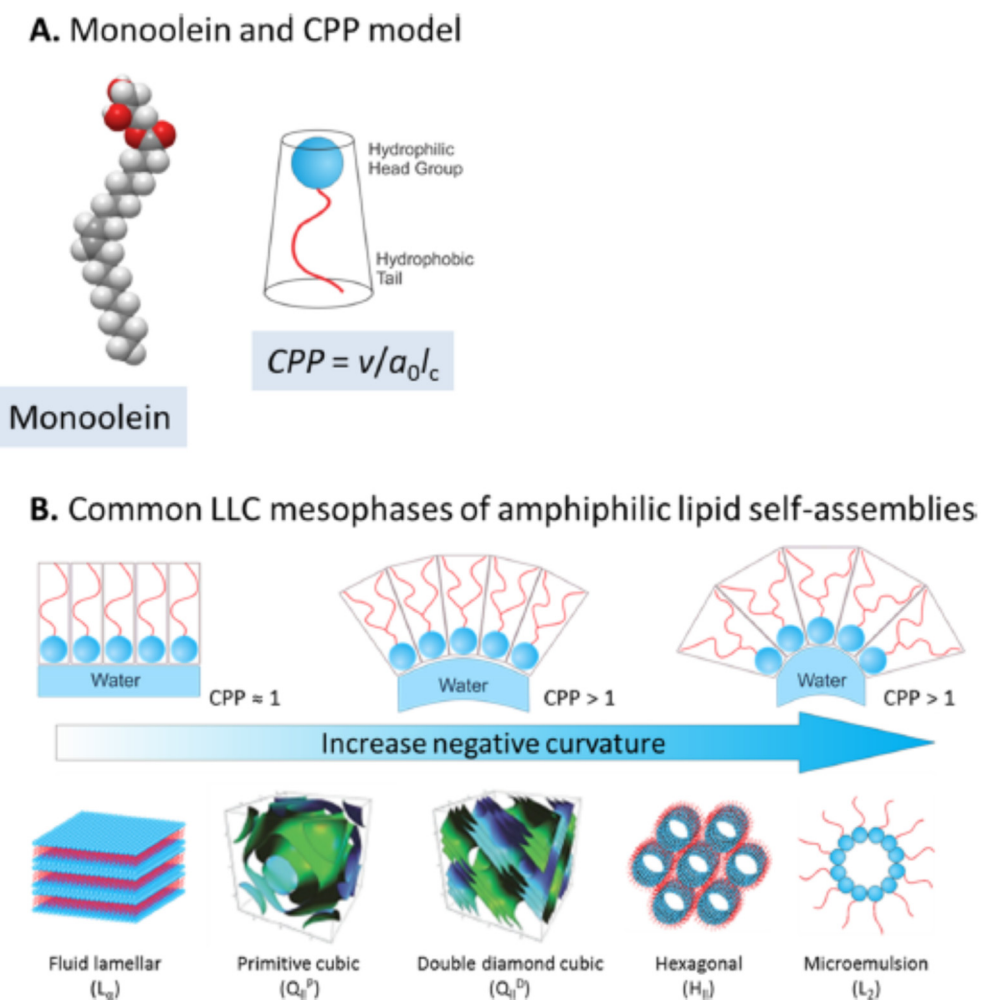 A. Monoolein and CPP model
Hydrophilic
Head Group
Hydrophobic
Tail
CPP = v/a₀l꜀
Monoolein
B. Common LLC mesophases of amphiphilic lipid self-assemblies
Water
CPP ≈ 1
Water
CPP > 1
Water
CPP > 1
Increase negative curvature
Fluid lamellar
(Lα)
Primitive cubic
(QIIP)
Double diamond cubic
(QIID)
Hexagonal
(HII)
Microemulsion
(L₂)